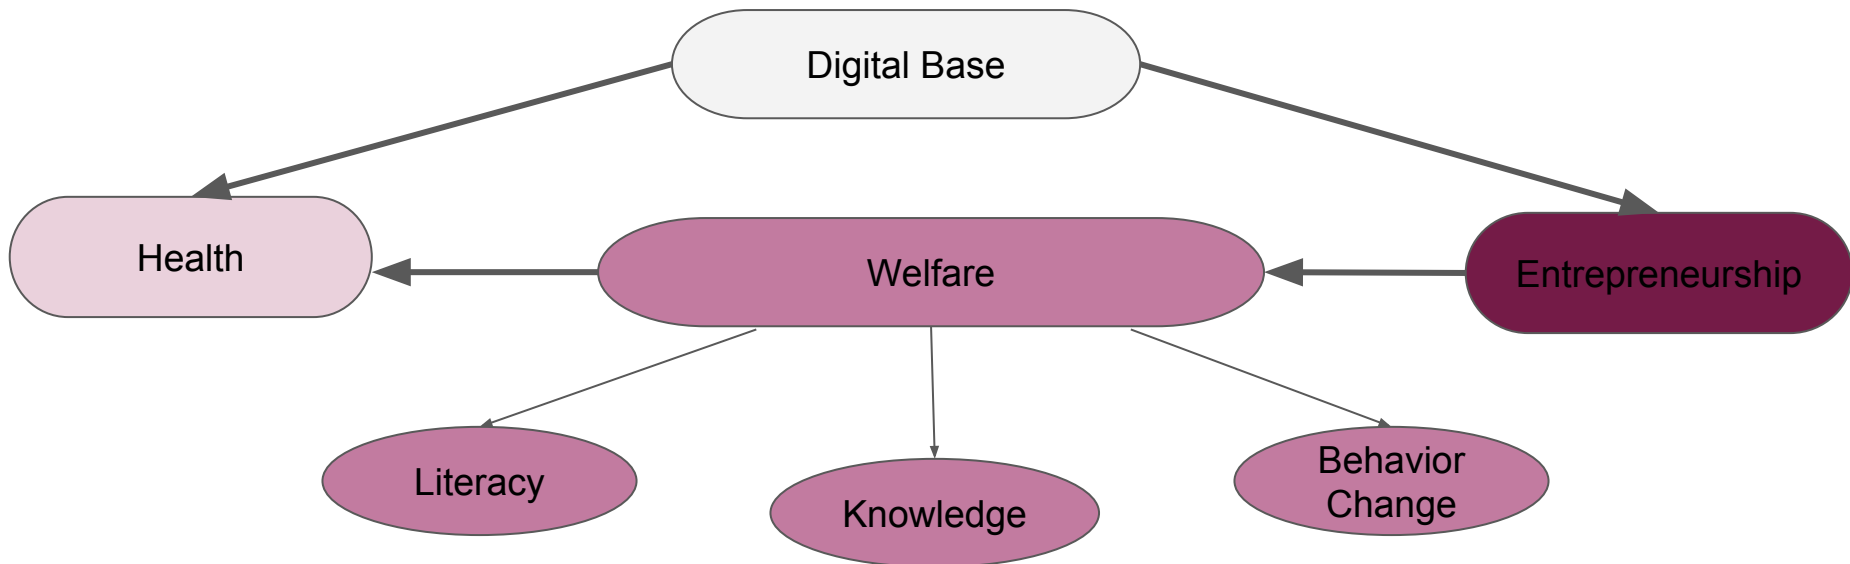 Digital Base
Health
Welfare
Entrepreneurship
Literacy
Knowledge
Behavior
Change